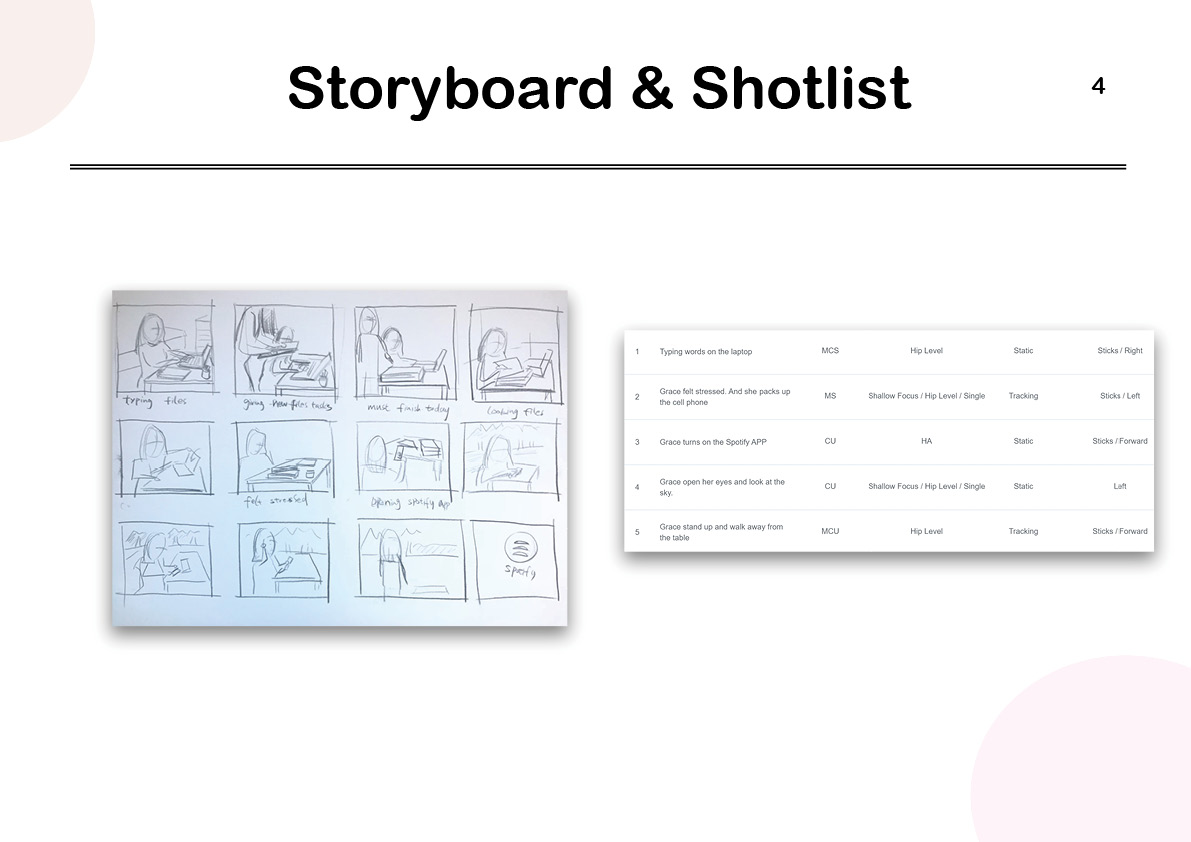 Storyboard & Shotlist
4
typing files
giving new files tasks
must finish today
Looking files
felt stressed
Opening spotify app
Spotify
1 Typing words on the laptop MCS Hip Level Static Sticks / Right
2 Grace felt stressed. And she packs up the cell phone MS Shallow Focus / Hip Level / Single Tracking Sticks / Left
3 Grace turns on the Spotify APP CU HA Static Sticks / Forward
4 Grace open her eyes and look at the sky. CU Shallow Focus / Hip Level / Single Static Left
5 Grace stand up and walk away from the table MCU Hip Level Tracking Sticks / Forward